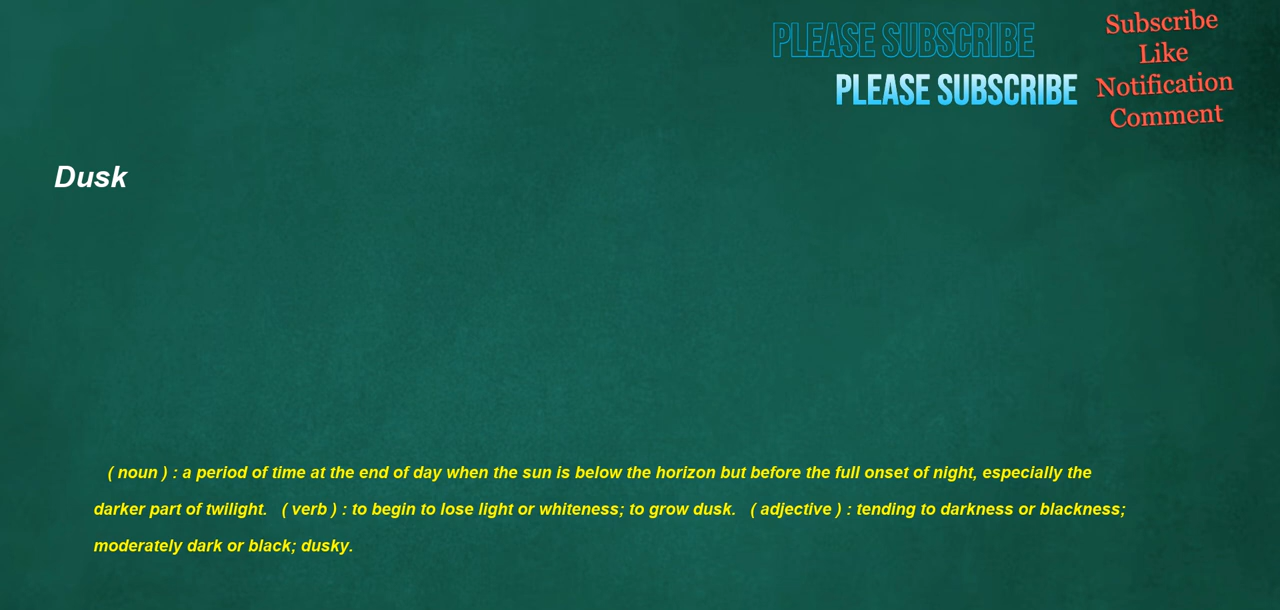 PLEASE SUBSCRIBE
PLEASE SUBSCRIBE
Subscribe
Like
Notification
Comment
Dusk
( noun ) : a period of time at the end of day when the sun is below the horizon but before the full onset of night, especially the
darker part of twilight. ( verb ) : to begin to lose light or whiteness; to grow dusk. ( adjective ) : tending to darkness or blackness;
moderately dark or black; dusky.